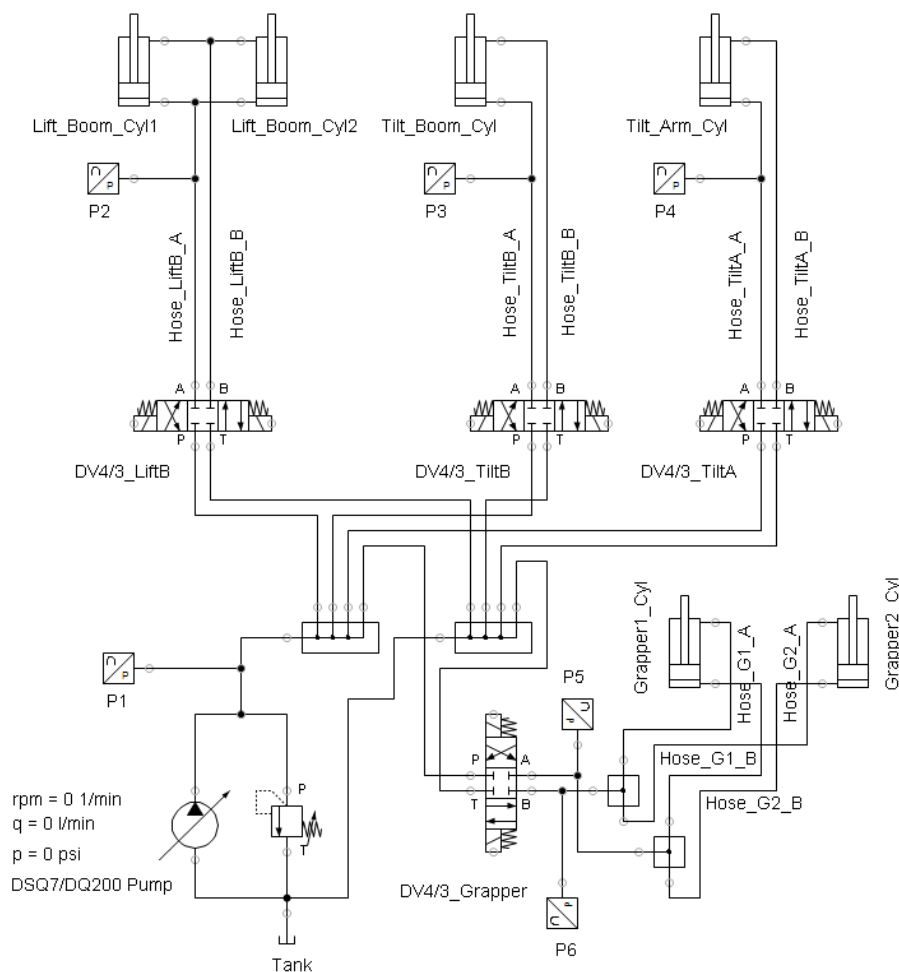 Lift_Boom_Cyl1
Lift_Boom_Cyl2
Tilt_Boom_Cyl
Tilt_Arm_Cyl
U
P
P2
U
P
P3
U
P
P4
Hose_LiftB_A
Hose_LiftB_B
Hose_TiltB_A
Hose_TiltB_B
Hose_TiltA_A
Hose_TiltA_B
A
B
P
T
DV4/3_LiftB
A
B
P
T
DV4/3_TiltB
A
B
P
T
DV4/3_TiltA
Grapper1_Cyl
Hose_G1_A
Hose_G2_A
Grapper2_Cyl
U
P
P1
P5
U
P
P
A
T
B
Hose_G1_B
Hose_G2_B
rpm = 0 1/min
q = 0 l/min
p = 0 psi
DSQ7/DQ200 Pump
P
T
DV4/3_Grapper
U
P
P6
Tank